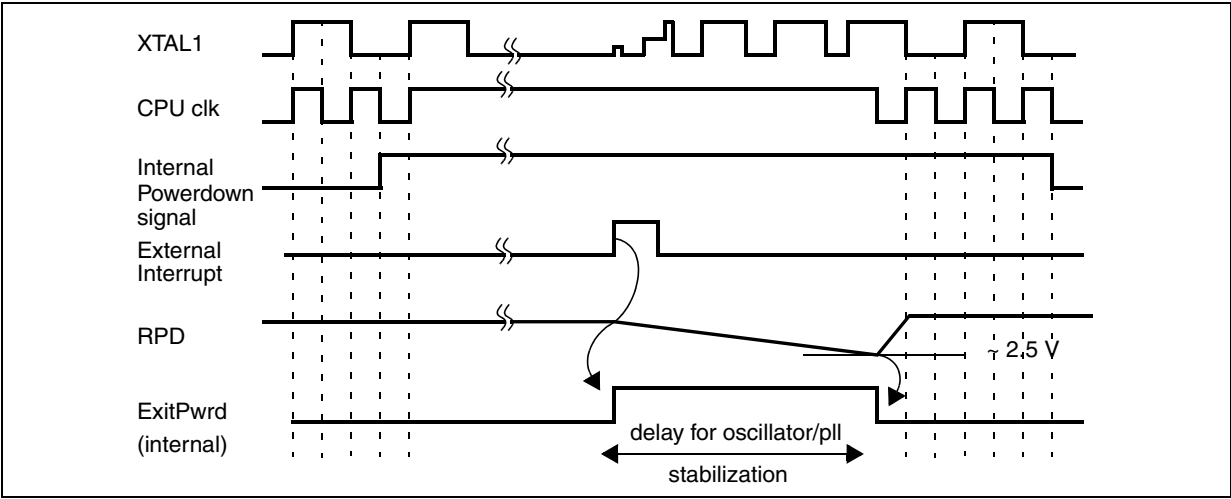 XTAL1
CPU clk
Internal
Powerdown
signal
External
Interrupt
RPD
~ 2.5 V
ExitPwrd
(internal)
delay for oscillator/pll
stabilization